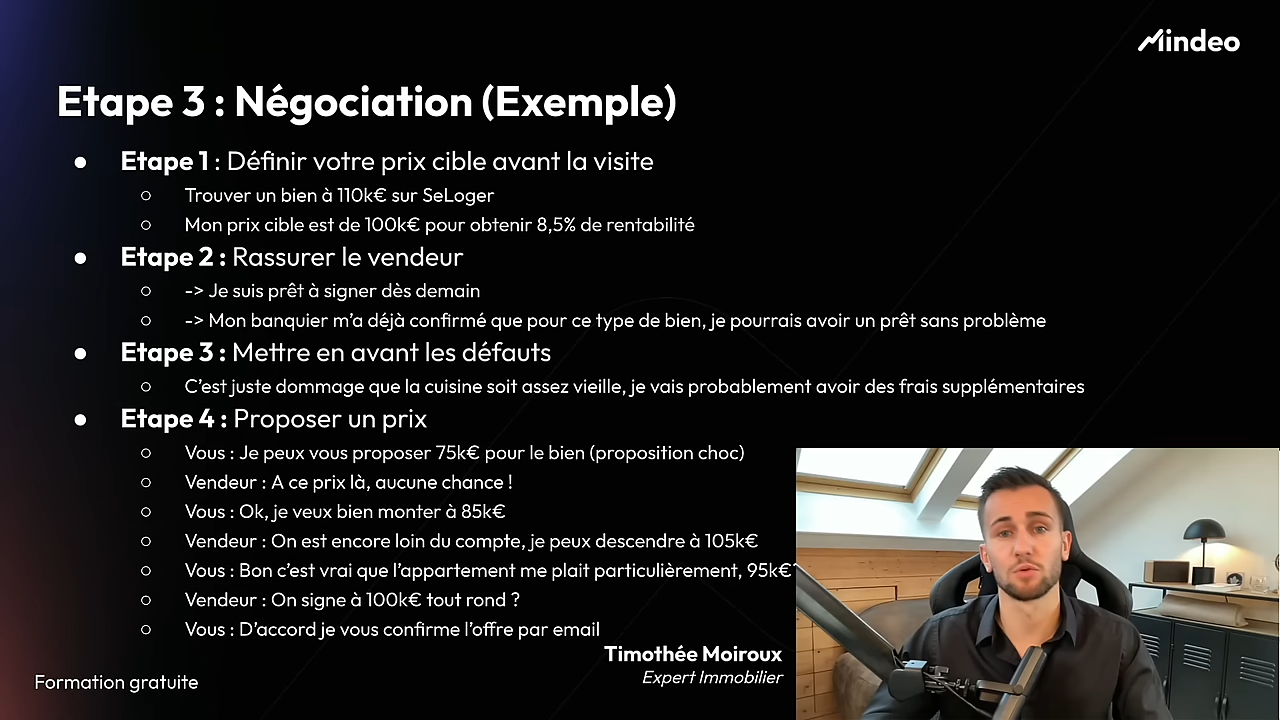 Mindeo
Etape 3 : Négociation (Exemple)
Etape 1 : Définir votre prix cible avant la visite
Trouver un bien à 110k€ sur SeLoger
Mon prix cible est de 100k€ pour obtenir 8,5% de rentabilité
Etape 2 : Rassurer le vendeur
-> Je suis prêt à signer dès demain
-> Mon banquier m'a déjà confirmé que pour ce type de bien, je pourrais avoir un prêt sans problème
Etape 3 : Mettre en avant les défauts
C'est juste dommage que la cuisine soit assez vieille, je vais probablement avoir des frais supplémentaires
Etape 4 : Proposer un prix
Vous : Je peux vous proposer 75k€ pour le bien (proposition choc)
Vendeur : A ce prix là, aucune chance !
Vous : Ok, je veux bien monter à 85k€
Vendeur : On est encore loin du compte, je peux descendre à 105k€
Vous : Bon c'est vrai que l'appartement me plait particulièrement, 95k€
Vendeur : On signe à 100k€ tout rond ?
Vous : D'accord je vous confirme l'offre par email
Timothée Moiroux
Expert Immobilier
Formation gratuite